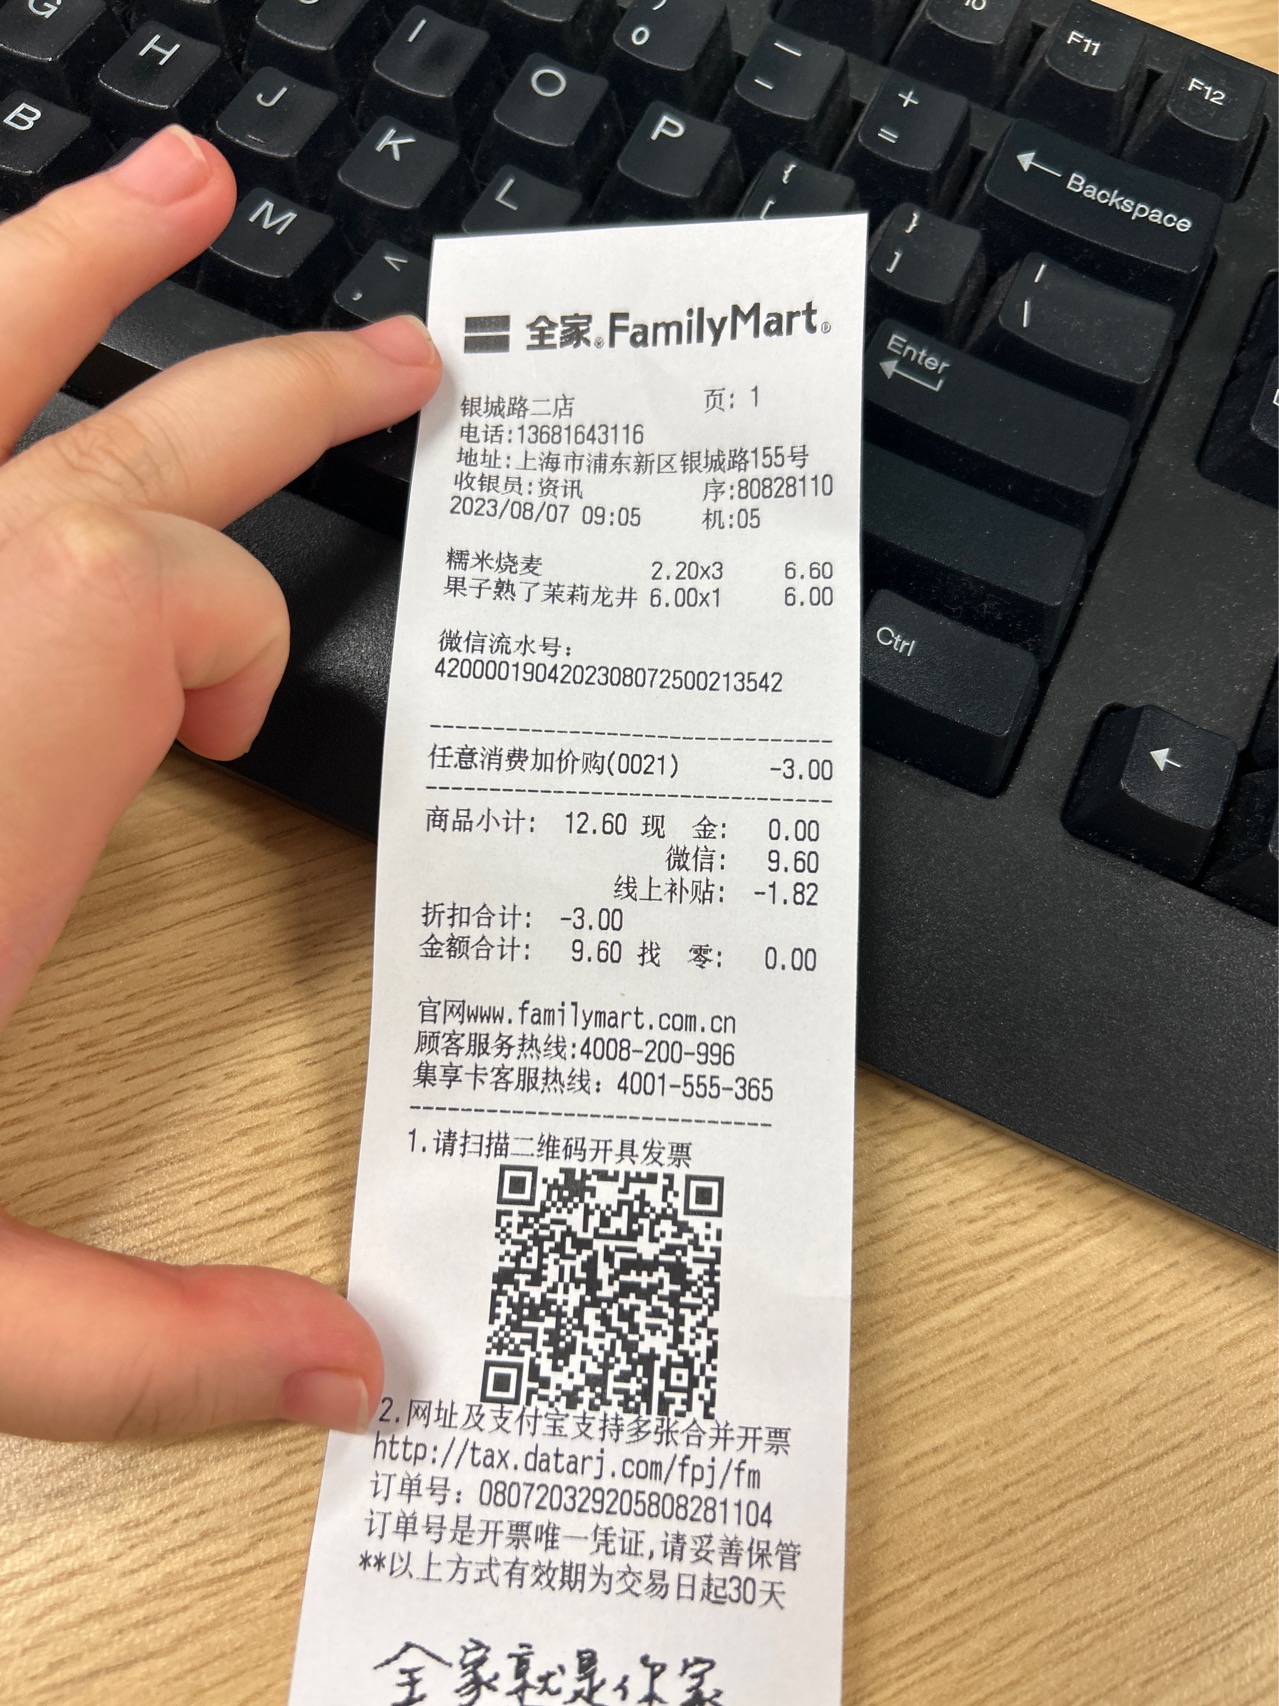 G H I O P L K J M B
) 0
— -
+ =
F10
F11
F12
Backspace
{ [
} ]
| \
< ,
Enter
Ctrl
全家®FamilyMart®
银城路二店 页: 1
电话:13681643116
地址:上海市浦东新区银城路155号
收银员:资讯 序:80828110
2023/08/07 09:05 机:05
糯米烧麦 2.20x3 6.60
果子熟了茉莉龙井 6.00x1 6.00
微信流水号:
4200001904202308072500213542
任意消费加价购(0021) -3.00
商品小计: 12.60 现 金: 0.00
微信: 9.60
线上补贴: -1.82
折扣合计: -3.00
金额合计: 9.60 找 零: 0.00
官网www.familymart.com.cn
顾客服务热线:4008-200-996
集享卡客服热线: 4001-555-365
1.请扫描二维码开具发票
2.网址及支付宝支持多张合并开票
http://tax.datarj.com/fpj/fm
订单号: 080720329205808281104
订单号是开票唯一凭证,请妥善保管
**以上方式有效期为交易日起30天
全家就是你家